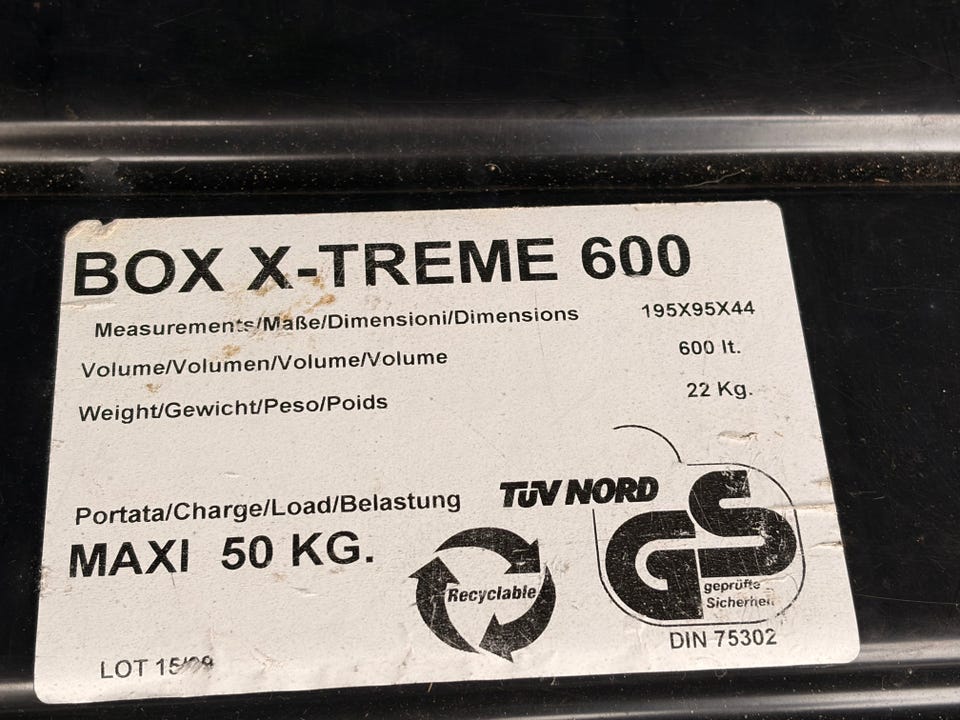 BOX X-TREME 600
Measurements/Maße/Dimensioni/Dimensions 195X95X44
Volume/Volumen/Volume/Volume 600 lt.
Weight/Gewicht/Peso/Poids 22 Kg.
Portata/Charge/Load/Belastung
MAXI 50 KG.
Recyclable
TÜV NORD
GS
geprüfte
Sicherheit
DIN 75302
LOT